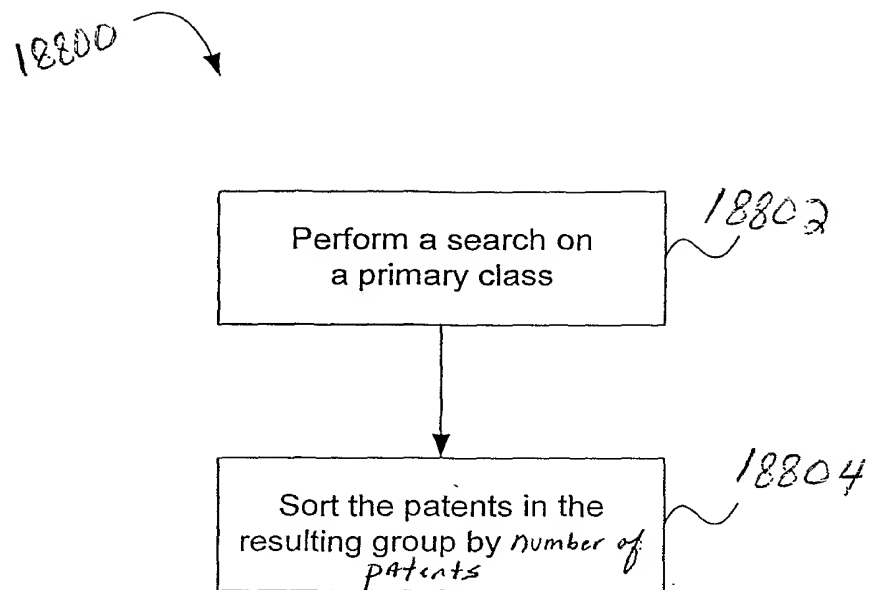 18800
Perform a search on
a primary class
18802
Sort the patents in the
resulting group by number of
patents
18804